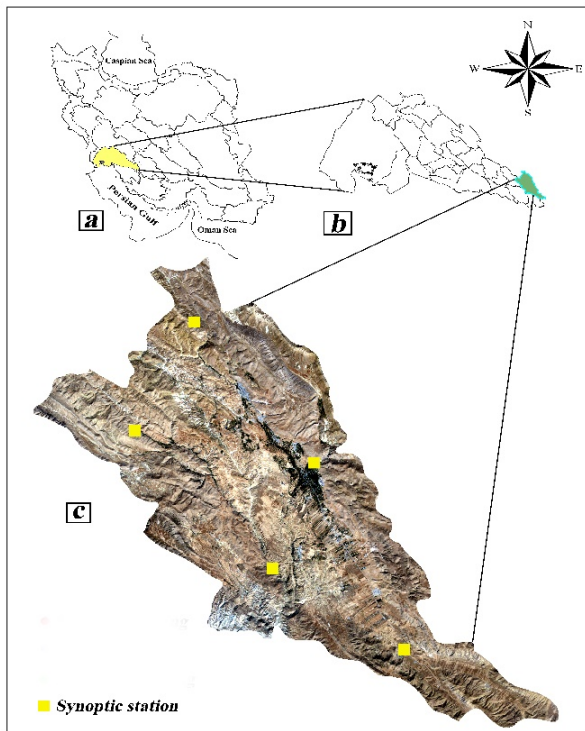 N
W E
S
Caspian Sea
Persian Gulf
Oman Sea
a
b
c
Synoptic station